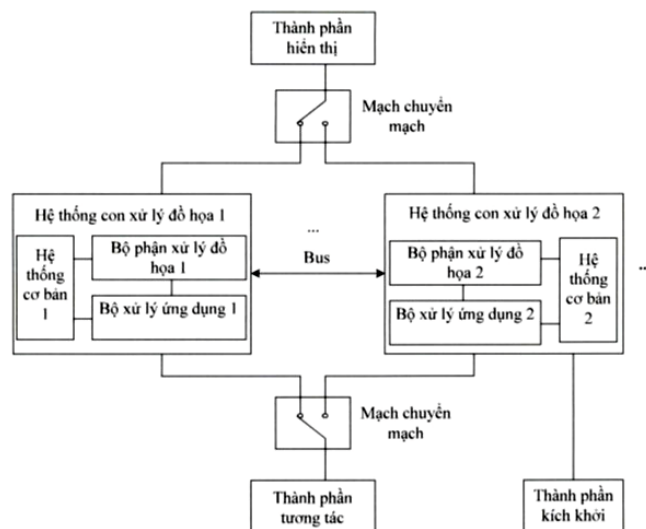 Thành phần
hiển thị
Mạch chuyển
mạch
Hệ thống con xử lý đồ họa 1
Hệ
thống
cơ bản
1
Bộ phận xử lý đồ
họa 1
Bộ xử lý ứng dụng 1
...
Bus
Hệ thống con xử lý đồ họa 2
Bộ phận xử lý đồ
họa 2
Bộ xử lý ứng dụng 2
Hệ
thống
cơ bản
2
...
Mạch chuyển
mạch
Thành phần
tương tác
Thành phần
kích khởi